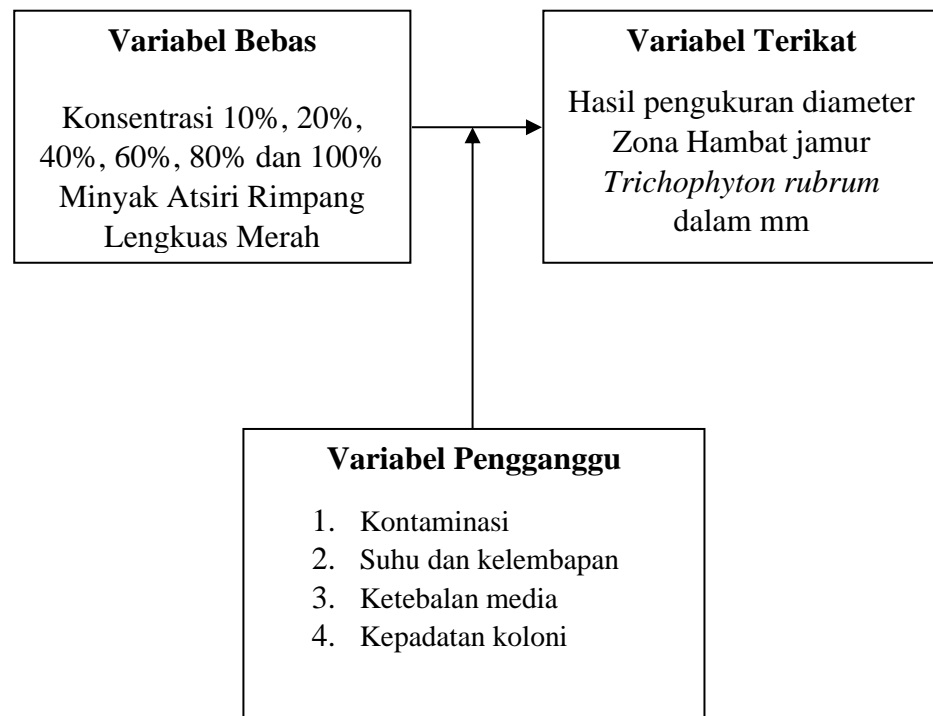 Variabel Bebas
Konsentrasi 10%, 20%,
40%, 60%, 80% dan 100%
Minyak Atsiri Rimpang
Lengkuas Merah
Variabel Terikat
Hasil pengukuran diameter
Zona Hambat jamur
Trichophyton rubrum
dalam mm
Variabel Pengganggu
1. Kontaminasi
2. Suhu dan kelembapan
3. Ketebalan media
4. Kepadatan koloni